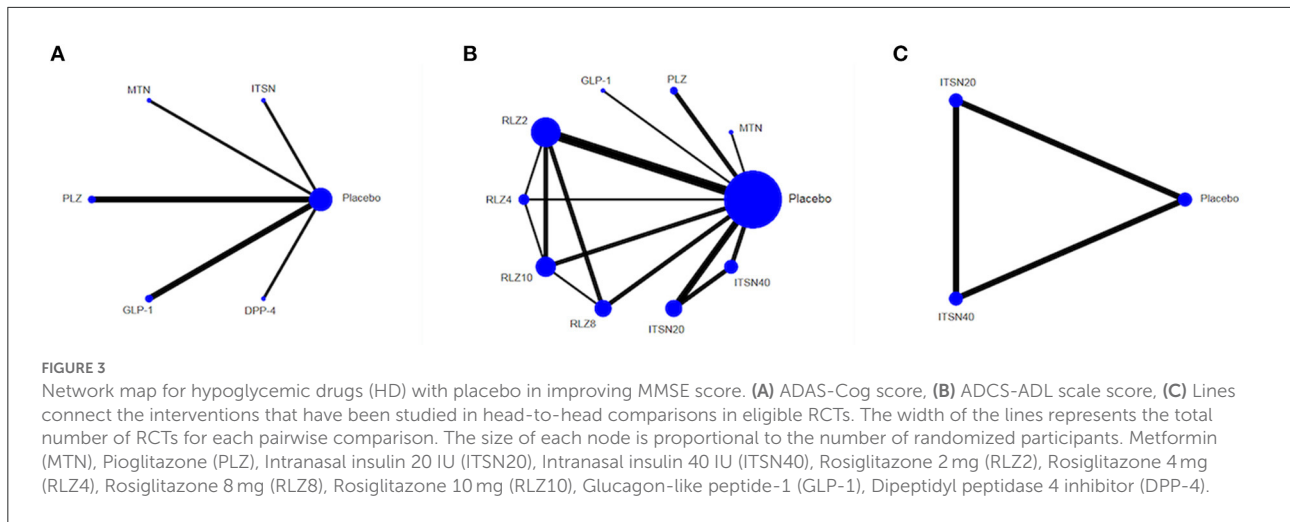 A
B
C
MTN
ITSN
PLZ
Placebo
GLP-1
DPP-4
GLP-1
PLZ
MTN
RLZ2
Placebo
RLZ4
RLZ10
ITSN40
RLZ8
ITSN20
ITSN20
Placebo
ITSN40
FIGURE 3
Network map for hypoglycemic drugs (HD) with placebo in improving MMSE score. (A) ADAS-Cog score, (B) ADCS-ADL scale score, (C) Lines
connect the interventions that have been studied in head-to-head comparisons in eligible RCTs. The width of the lines represents the total
number of RCTs for each pairwise comparison. The size of each node is proportional to the number of randomized participants. Metformin
(MTN), Pioglitazone (PLZ), Intranasal insulin 20 IU (ITSN20), Intranasal insulin 40 IU (ITSN40), Rosiglitazone 2 mg (RLZ2), Rosiglitazone 4 mg
(RLZ4), Rosiglitazone 8 mg (RLZ8), Rosiglitazone 10 mg (RLZ10), Glucagon-like peptide-1 (GLP-1), Dipeptidyl peptidase 4 inhibitor (DPP-4).